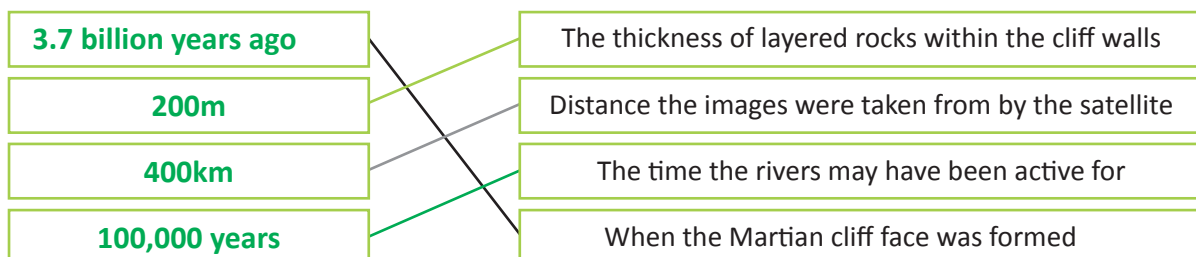 3.7 billion years ago
The thickness of layered rocks within the cliff walls
200m
Distance the images were taken from by the satellite
400km
The time the rivers may have been active for
100,000 years
When the Martian cliff face was formed